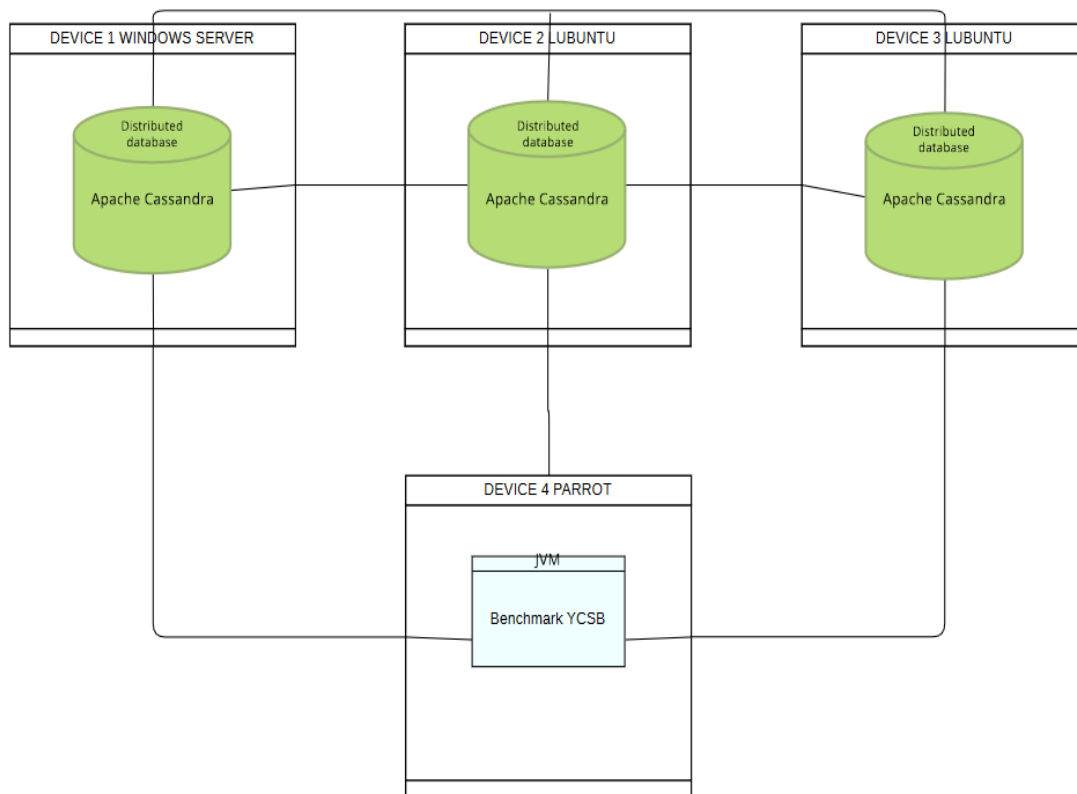 DEVICE 1 WINDOWS SERVER
DEVICE 2 LUBUNTU
DEVICE 3 LUBUNTU
Distributed
database
Apache Cassandra
Distributed
database
Apache Cassandra
Distributed
database
Apache Cassandra
DEVICE 4 PARROT
JVM
Benchmark YCSB